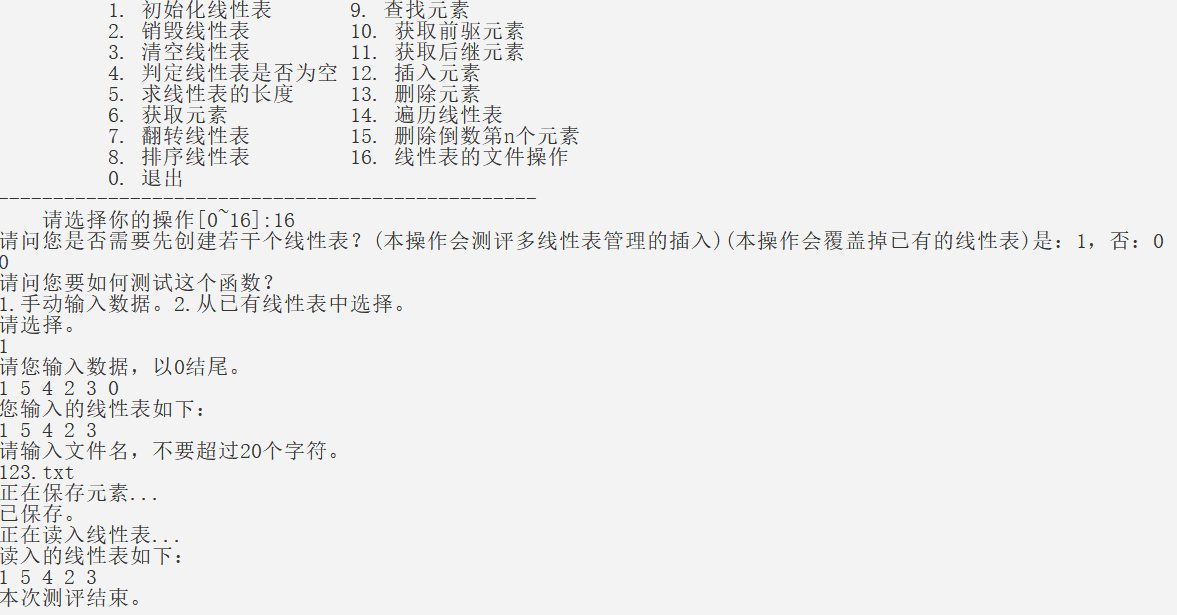 1. 初始化线性表 9. 查找元素
2. 销毁线性表 10. 获取前驱元素
3. 清空线性表 11. 获取后继元素
4. 判定线性表是否为空 12. 插入元素
5. 求线性表的长度 13. 删除元素
6. 获取元素 14. 遍历线性表
7. 翻转线性表 15. 删除倒数第n个元素
8. 排序线性表 16. 线性表的文件操作
0. 退出
--------------------------------------------------
请选择你的操作[0~16]:16
请问您是否需要先创建若干个线性表？(本操作会测评多线性表管理的插入)(本操作会覆盖掉已有的线性表)是：1，否：0
0
请问您要如何测试这个函数？
1.手动输入数据。2.从已有线性表中选择。
请选择。
1
请您输入数据，以0结尾。
1 5 4 2 3 0
您输入的线性表如下：
1 5 4 2 3
请输入文件名，不要超过20个字符。
123.txt
正在保存元素...
已保存。
正在读入线性表...
读入的线性表如下：
1 5 4 2 3
本次测评结束。